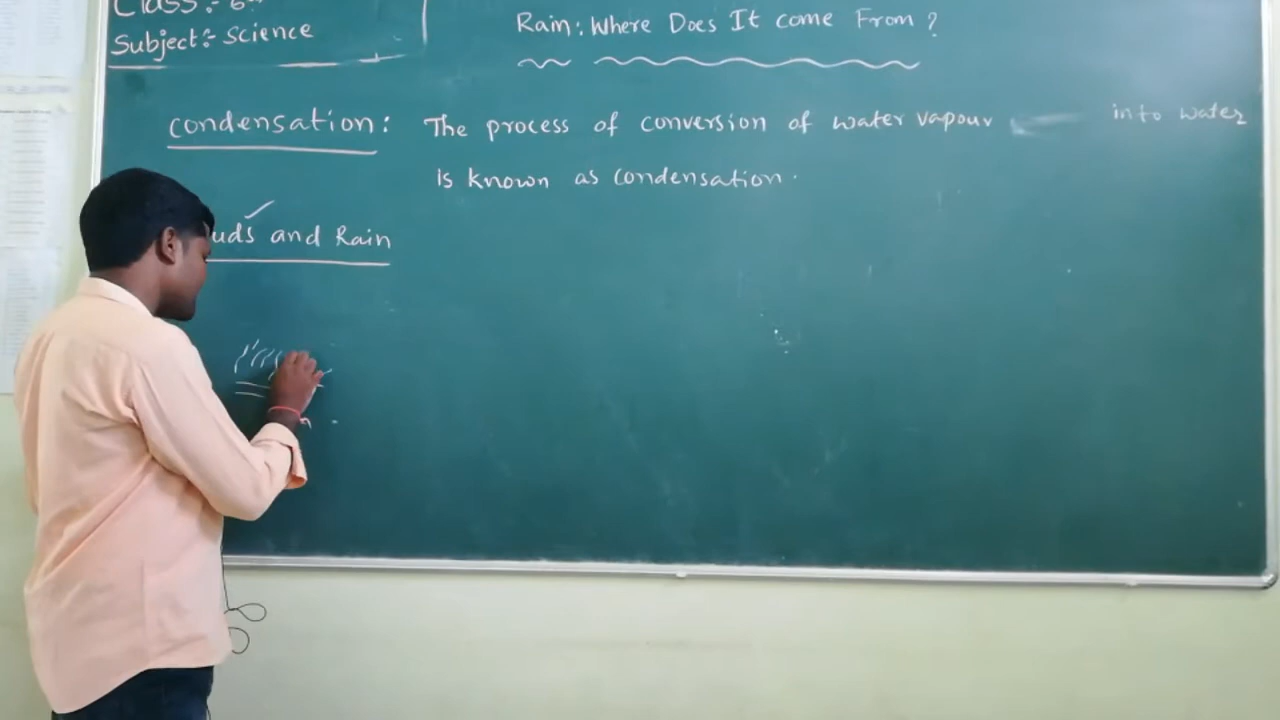 Class:- 6th
Subject:- Science
Rain: Where Does It come From?
condensation: The process of conversion of water vapour into water
Is known as condensation.
uds and Rain